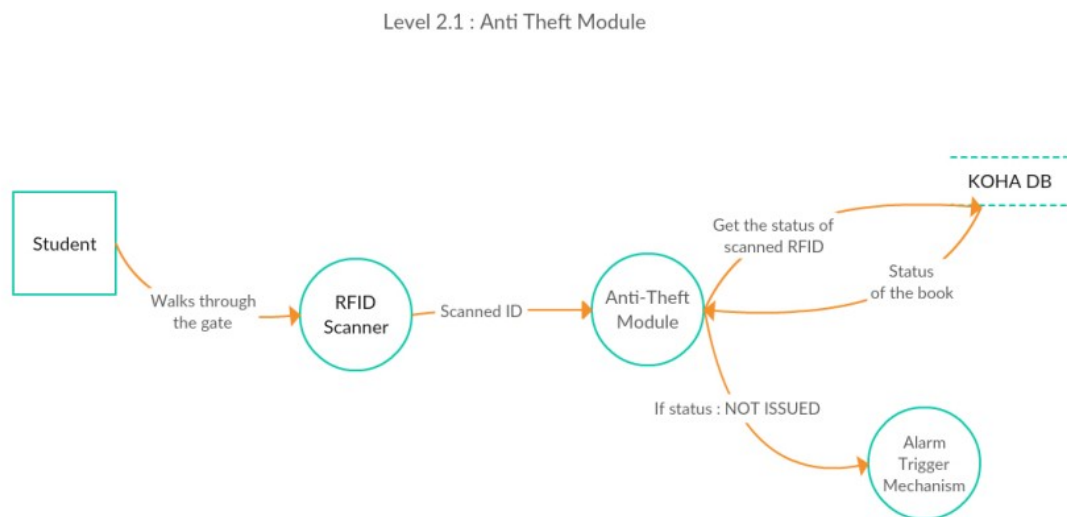 Level 2.1 : Anti Theft Module
KOHA DB
Student
Get the status of
scanned RFID
Status
of the book
Walks through
the gate
RFID
Scanner
Scanned ID
Anti-Theft
Module
If status : NOT ISSUED
Alarm
Trigger
Mechanism